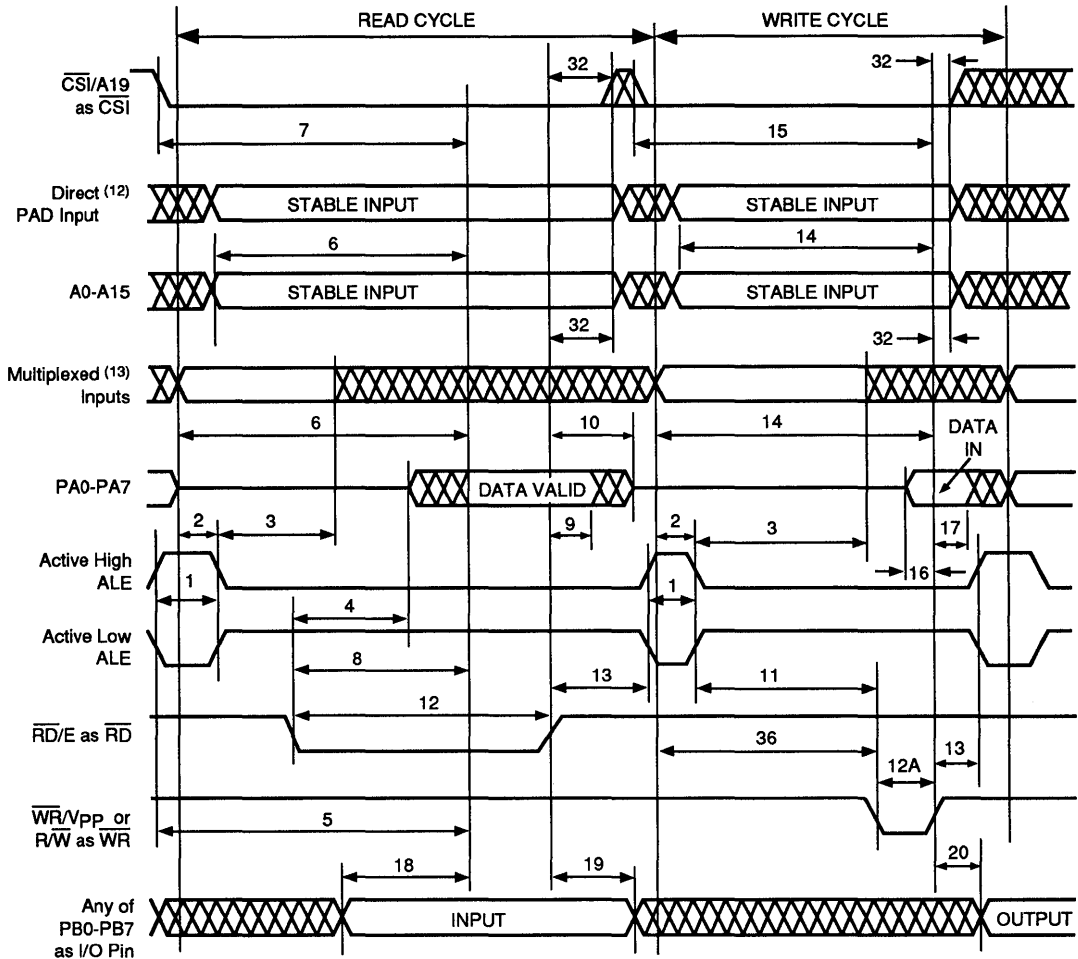 READ CYCLE
WRITE CYCLE
32
32
CSI/A19
as CSI
7
15
Direct (12)
PAD Input
STABLE INPUT
STABLE INPUT
6
14
A0-A15
STABLE INPUT
STABLE INPUT
32
32
Multiplexed (13)
Inputs
6
10
14
DATA
IN
PA0-PA7
DATA VALID
2
3
9
2
3
17
Active High
ALE
1
1
16
4
Active Low
ALE
8
13
11
12
RD/E as RD
36
12A
13
WR/VPP or
R/W as WR
5
18
19
20
Any of
PB0-PB7
as I/O Pin
INPUT
OUTPUT